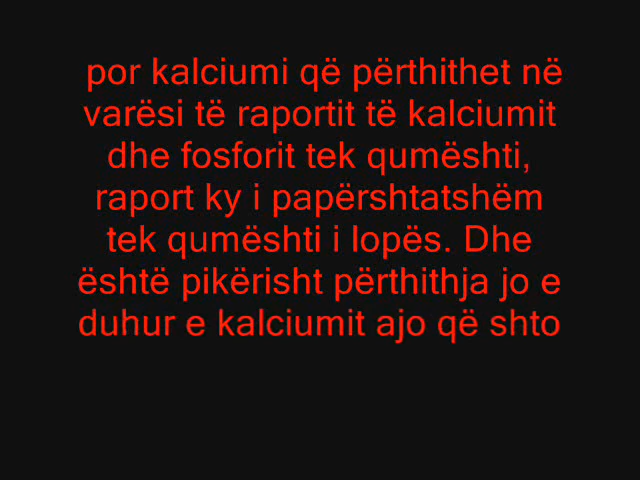 por kalciumi që përthithet në
varësi të raportit të kalciumit
dhe fosforit tek qumështi,
raport ky i papërshtatshëm
tek qumështi i lopës. Dhe
është pikërisht përthithja jo e
duhur e kalciumit ajo që shto